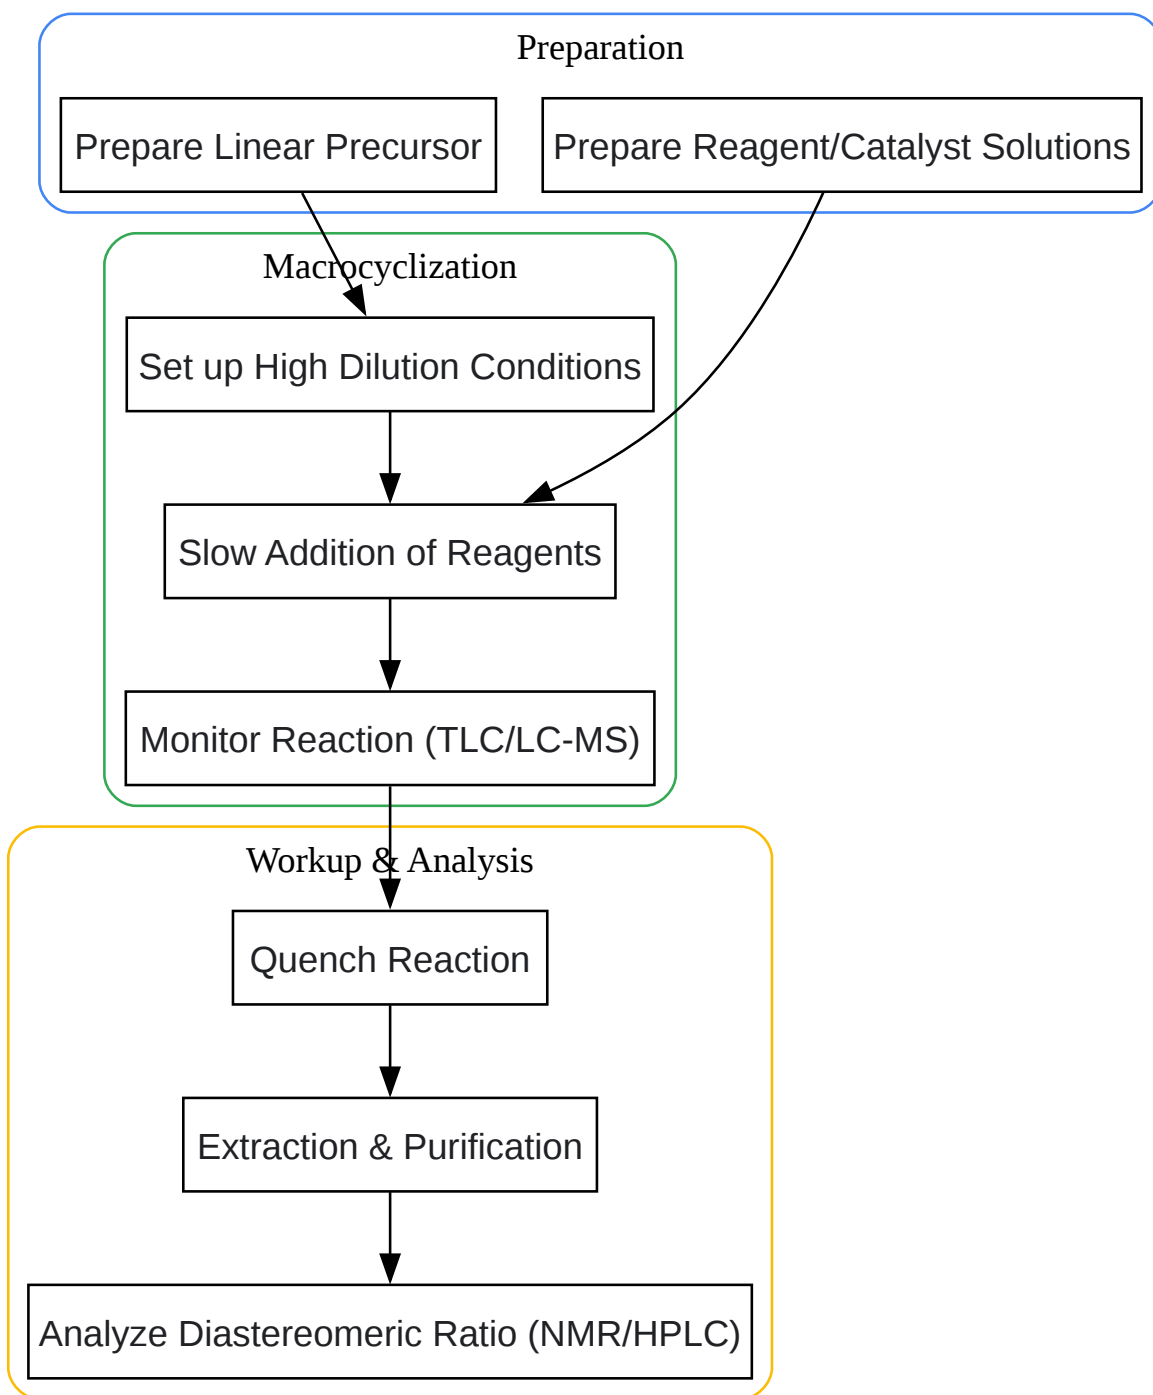 Preparation
Prepare Linear Precursor
Prepare Reagent/Catalyst Solutions
Macrocyclization
Set up High Dilution Conditions
Slow Addition of Reagents
Monitor Reaction (TLC/LC-MS)
Workup & Analysis
Quench Reaction
Extraction & Purification
Analyze Diastereomeric Ratio (NMR/HPLC)